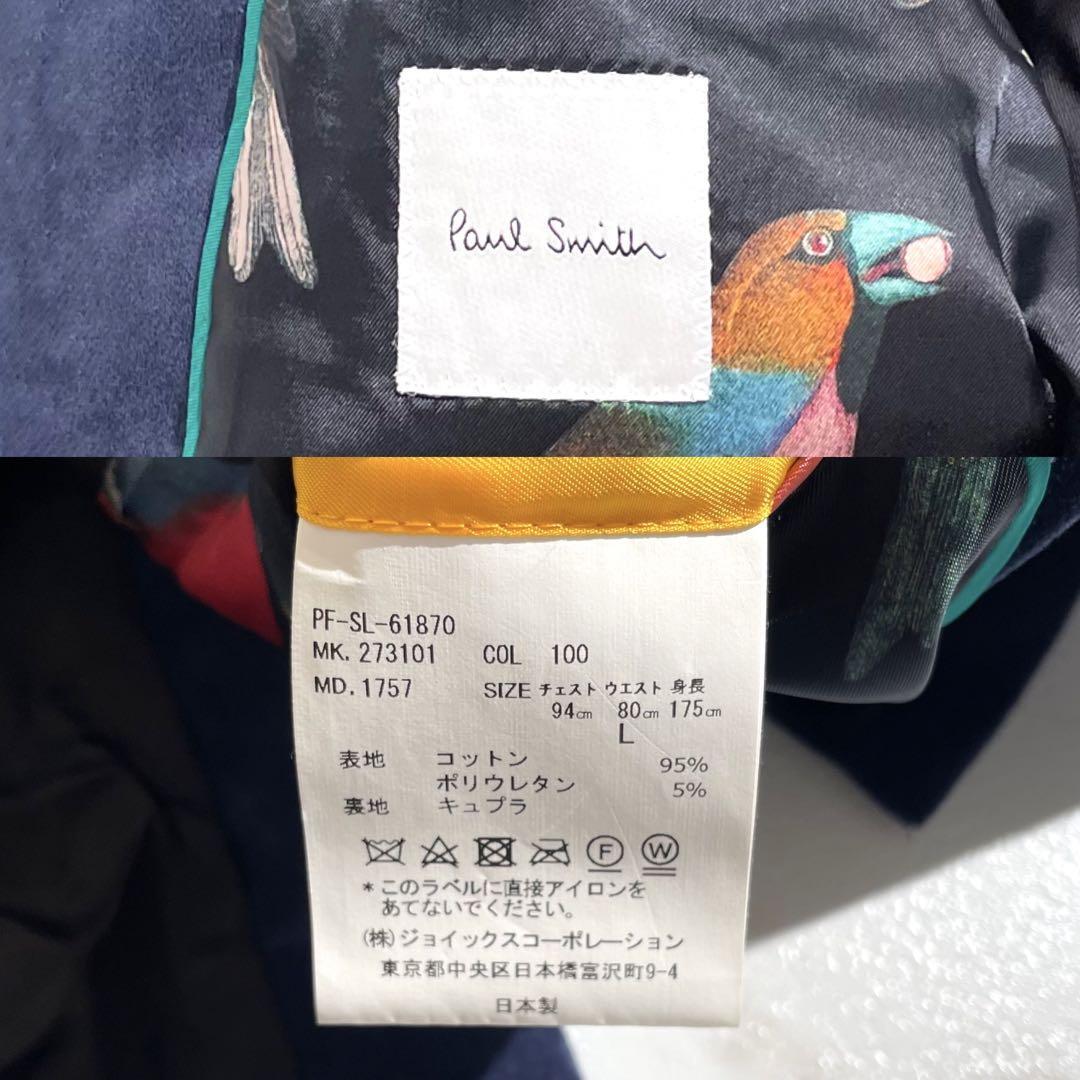 Paul Smith
PF-SL-61870
MK. 273101 COL 100
MD. 1757 SIZE チェスト ウエスト 身長
94㎝ 80㎝ 175㎝
L
表地 コットン 95%
ポリウレタン 5%
裏地 キュプラ
F W
*このラベルに直接アイロンを
あてないでください。
(株)ジョイックスコーポレーション
東京都中央区日本橋富沢町9-4
日本製